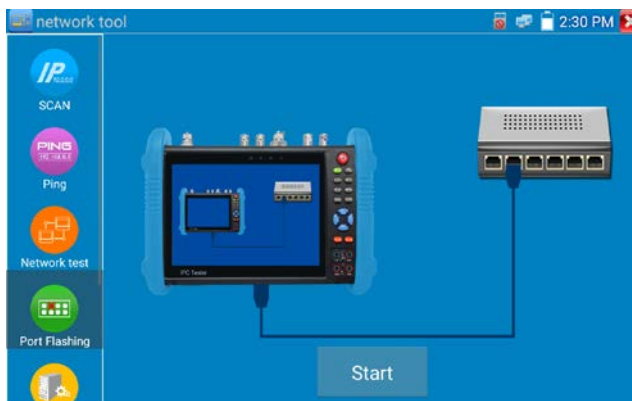 network tool
2:30 PM
IP
SCAN
PING
Ping
Network test
Port Flashing
IPC Tester
Start